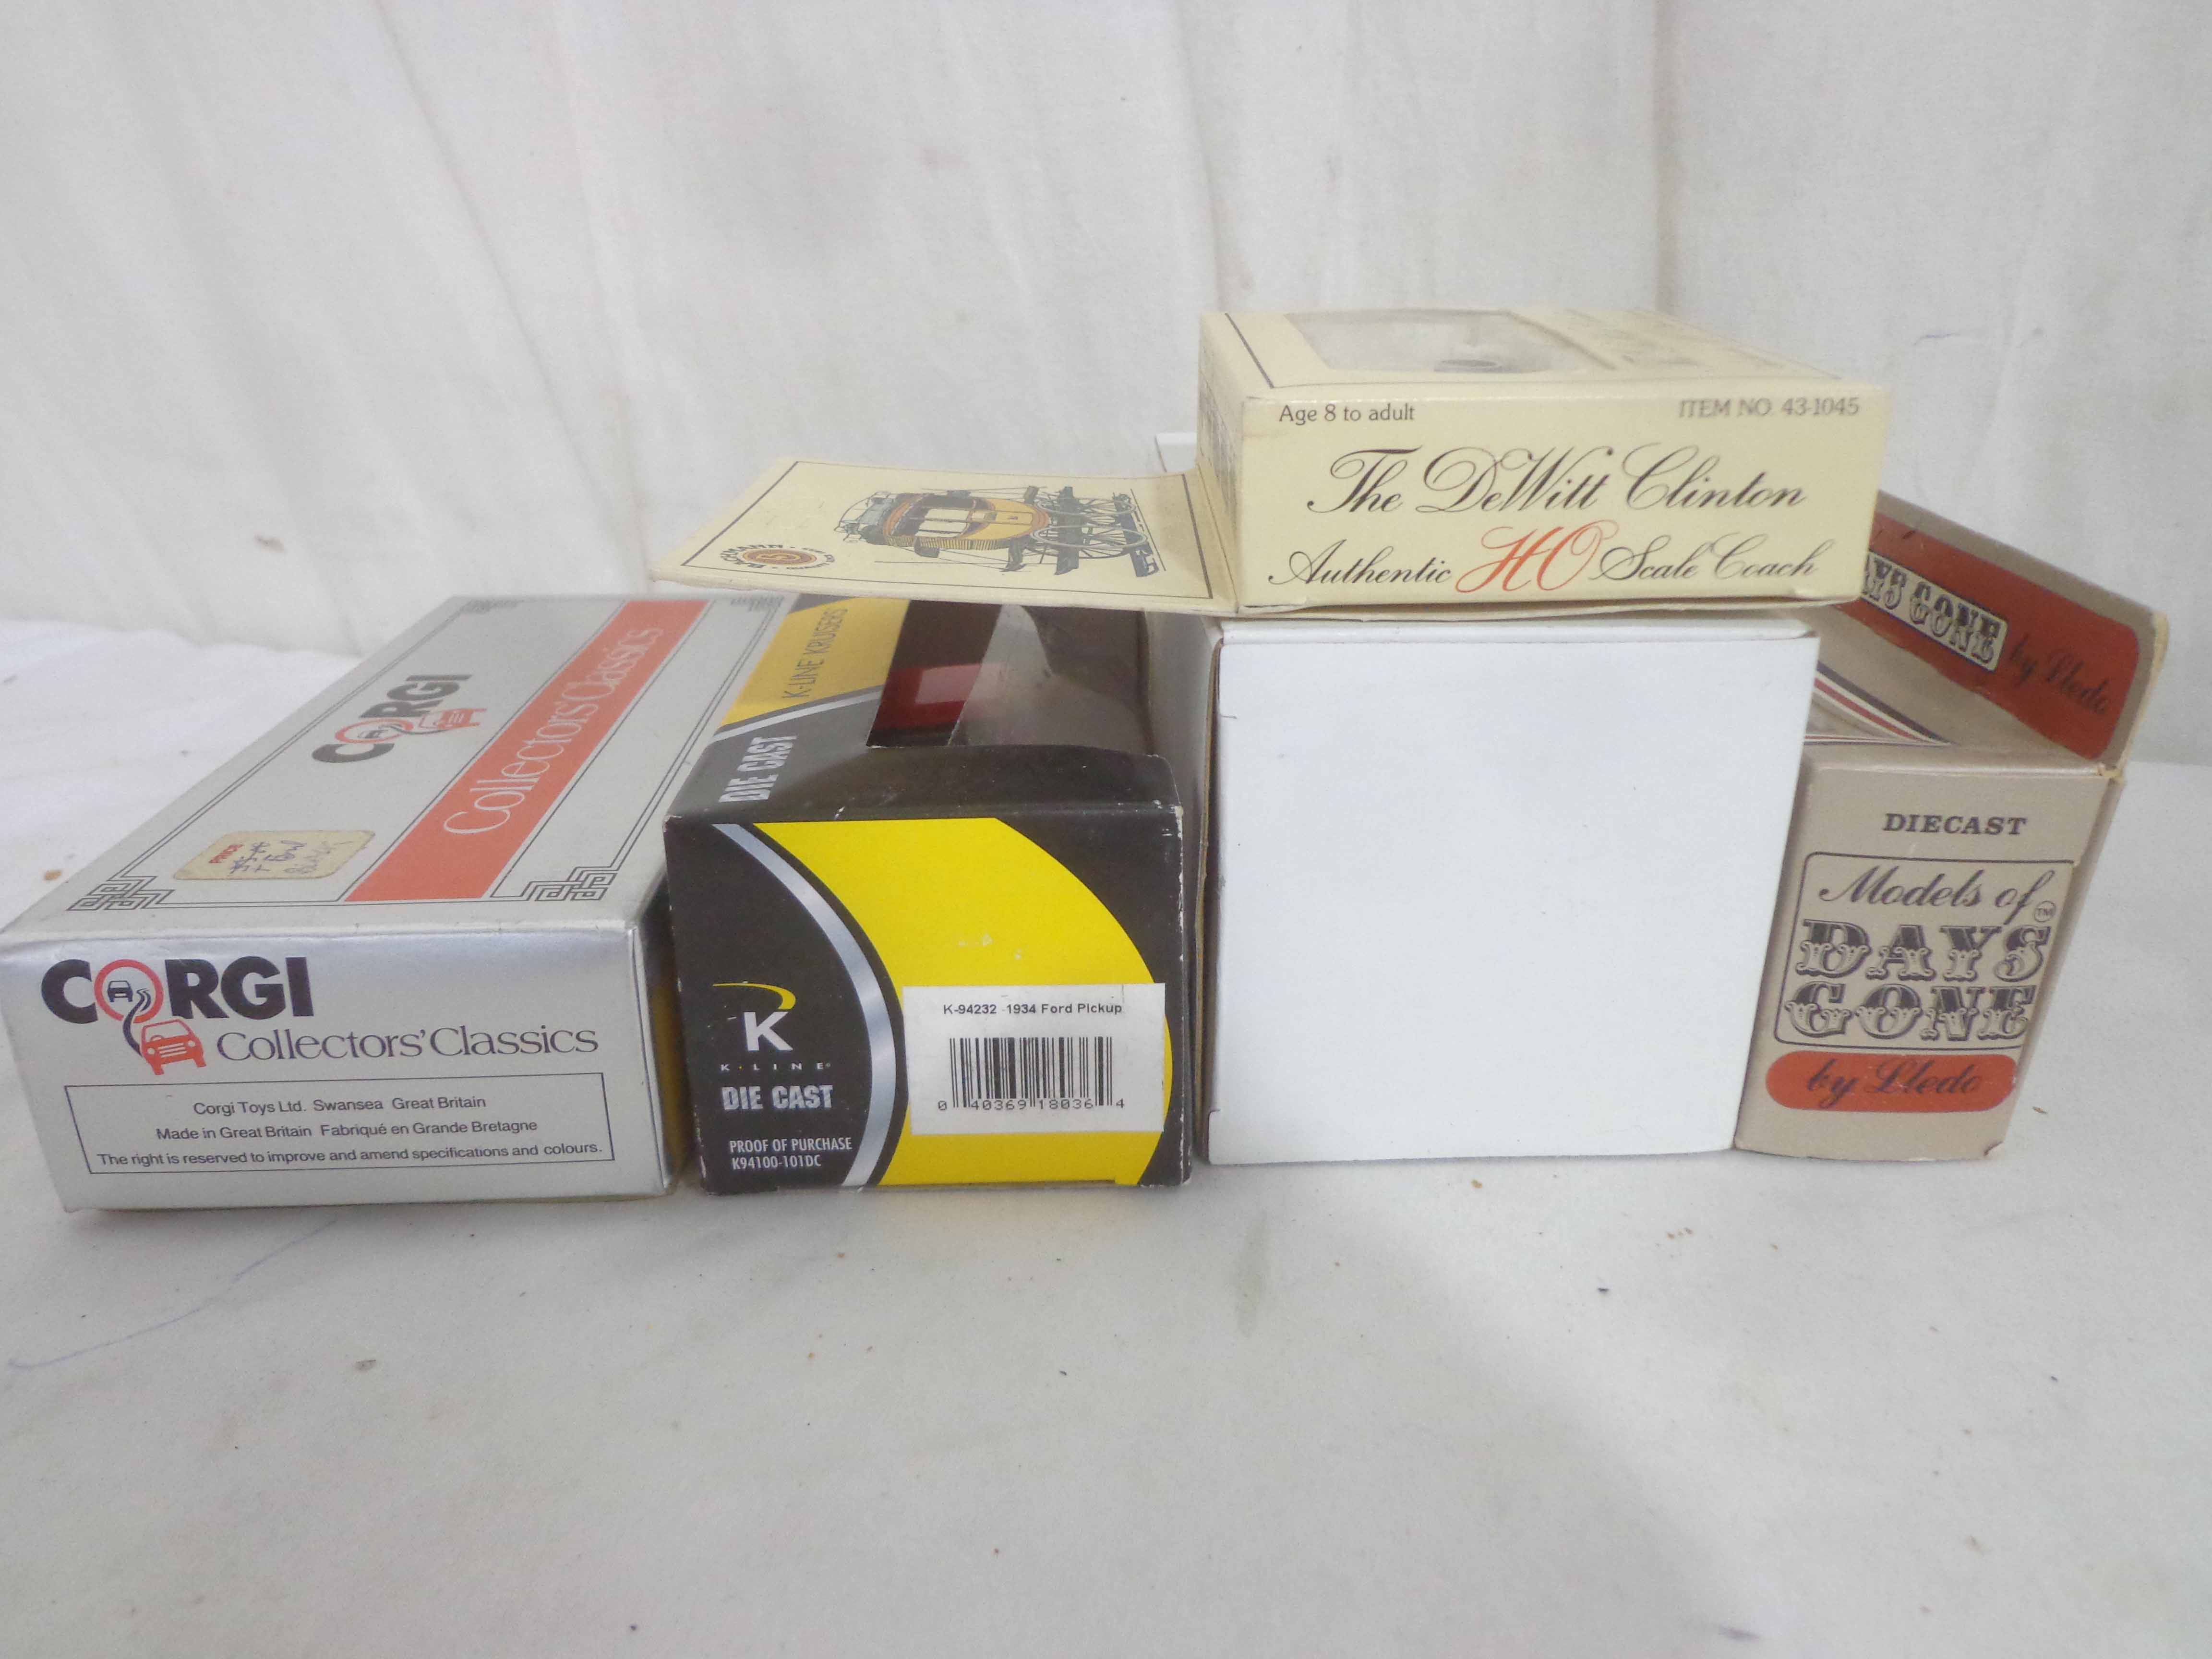 Age 8 to adult
ITEM NO 43-1045
The DeWitt Clinton
Authentic HO Scale Coach
BACHMANN
CORGI
Collectors'Classics
PRICE
K-LINE KRUISERS
DIE CAST
DAYS GONE
by Lledo
CORGI
Collectors'Classics
Corgi Toys Ltd. Swansea Great Britain
Made in Great Britain Fabriqué en Grande Bretagne
The right is reserved to improve and amend specifications and colours.
K
K-LINE®
DIE CAST
PROOF OF PURCHASE
K94100-101DC
K-94232 1934 Ford Pickup
0 40369 18036 4
DIECAST
Models of
DAYS TM
GONE
by Lledo